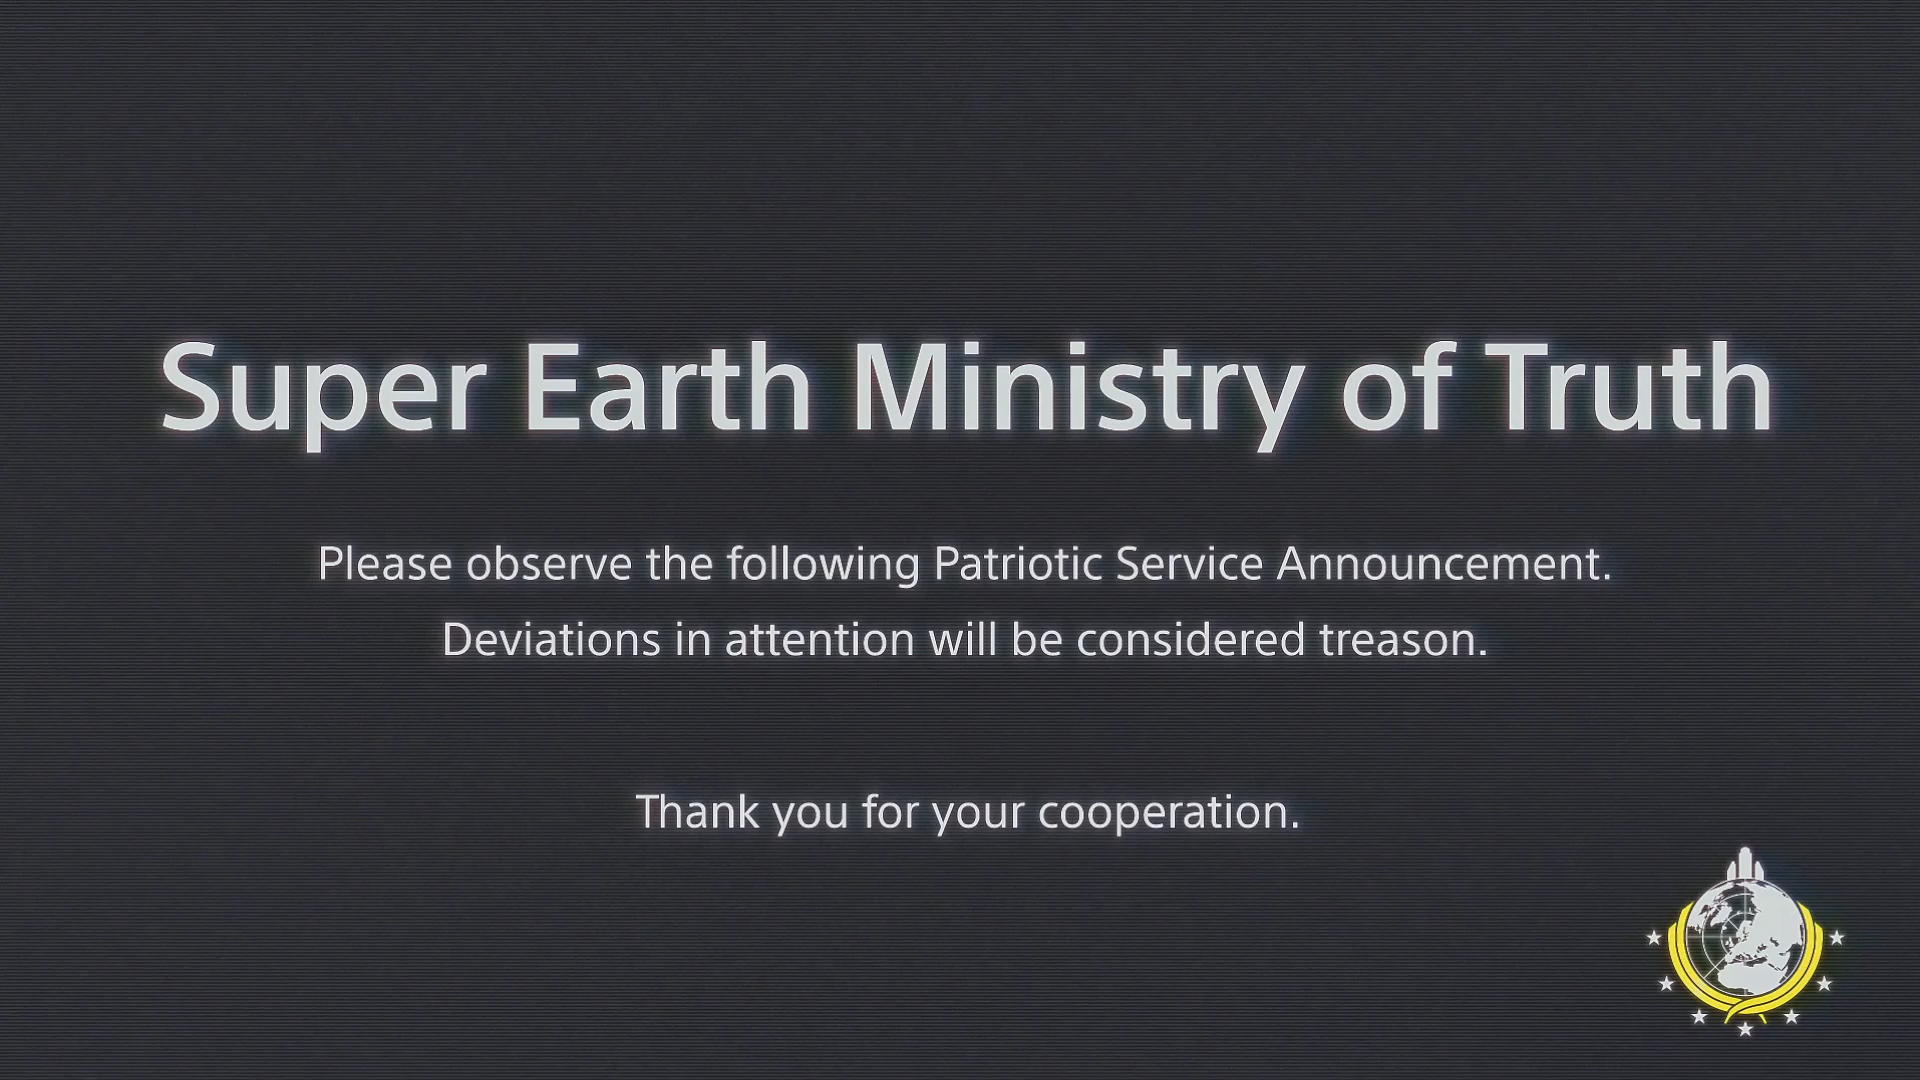 Super Earth Ministry of Truth
Please observe the following Patriotic Service Announcement.
Deviations in attention will be considered treason.
Thank you for your cooperation.